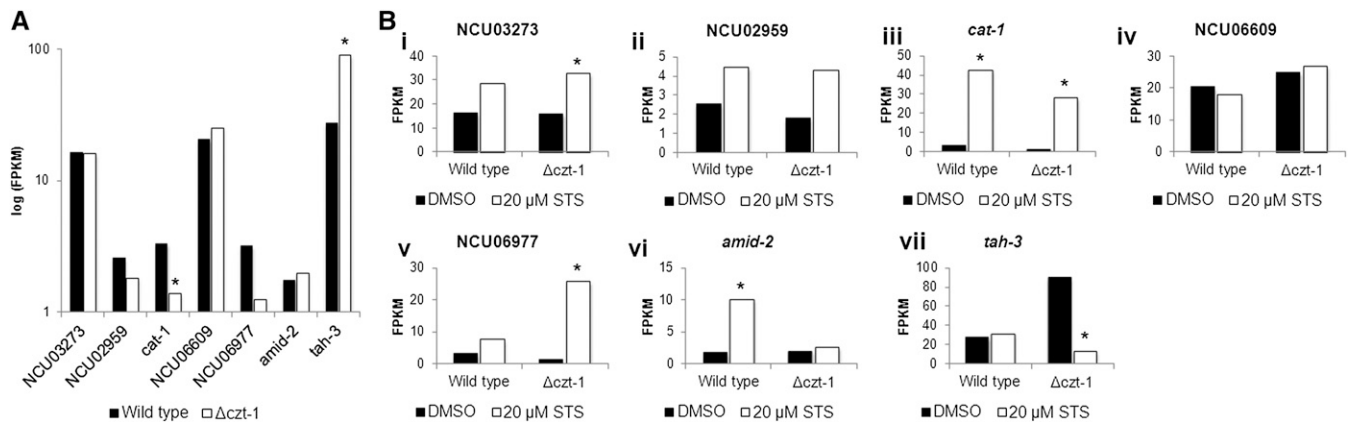 A
log (FPKM)
100
10
1
*
*
NCU03273
NCU02959
cat-1
NCU06609
NCU06977
amid-2
tah-3
Wild type Δczt-1
B
i
NCU03273
FPKM
40
30
20
10
0
*
Wild type Δczt-1
DMSO 20 µM STS
ii
NCU02959
FPKM
5
4
3
2
1
0
Wild type Δczt-1
DMSO 20 µM STS
iii
cat-1
FPKM
50
40
30
20
10
0
*
*
Wild type Δczt-1
DMSO 20 µM STS
iv
NCU06609
FPKM
30
20
10
0
Wild type Δczt-1
DMSO 20 µM STS
v
NCU06977
FPKM
30
20
10
0
*
Wild type Δczt-1
DMSO 20 µM STS
vi
amid-2
FPKM
15
10
5
0
*
Wild type Δczt-1
DMSO 20 µM STS
vii
tah-3
FPKM
100
80
60
40
20
0
*
Wild type Δczt-1
DMSO 20 µM STS